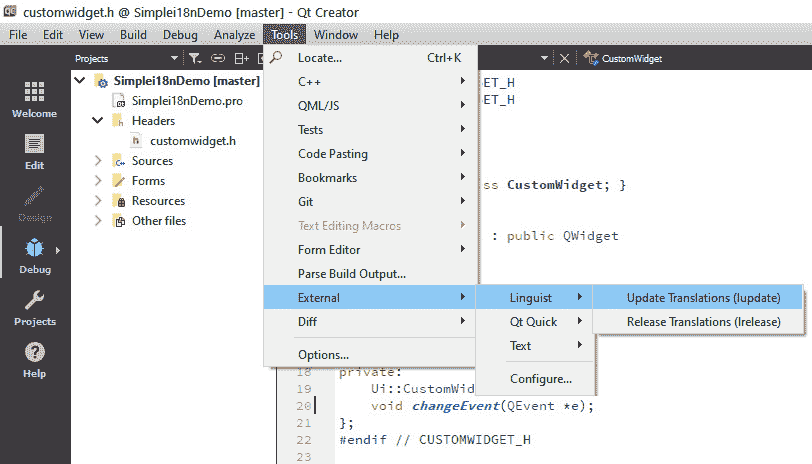 customwidget.h @ Simplei18nDemo [master] - Qt Creator
File Edit View Build Debug Analyze Tools Window Help
Projects
CustomWidget
Welcome
Edit
Design
Debug
Projects
Help
Simplei18nDemo [master]
Simplei18nDemo.pro
Headers
customwidget.h
Sources
Forms
Resources
Other files
Locate... Ctrl+K
C++
QML/JS
Tests
Code Pasting
Bookmarks
Git
Text Editing Macros
Form Editor
Parse Build Output...
External
Diff
Options...
Linguist
Qt Quick
Text
Configure...
Update Translations (lupdate)
Release Translations (lrelease)
GET_H
GET_H
ss CustomWidget; }
: public QWidget
18 private:
19 Ui::CustomWid
20 void changeEvent(QEvent *e);
21 };
22 #endif // CUSTOMWIDGET_H
23